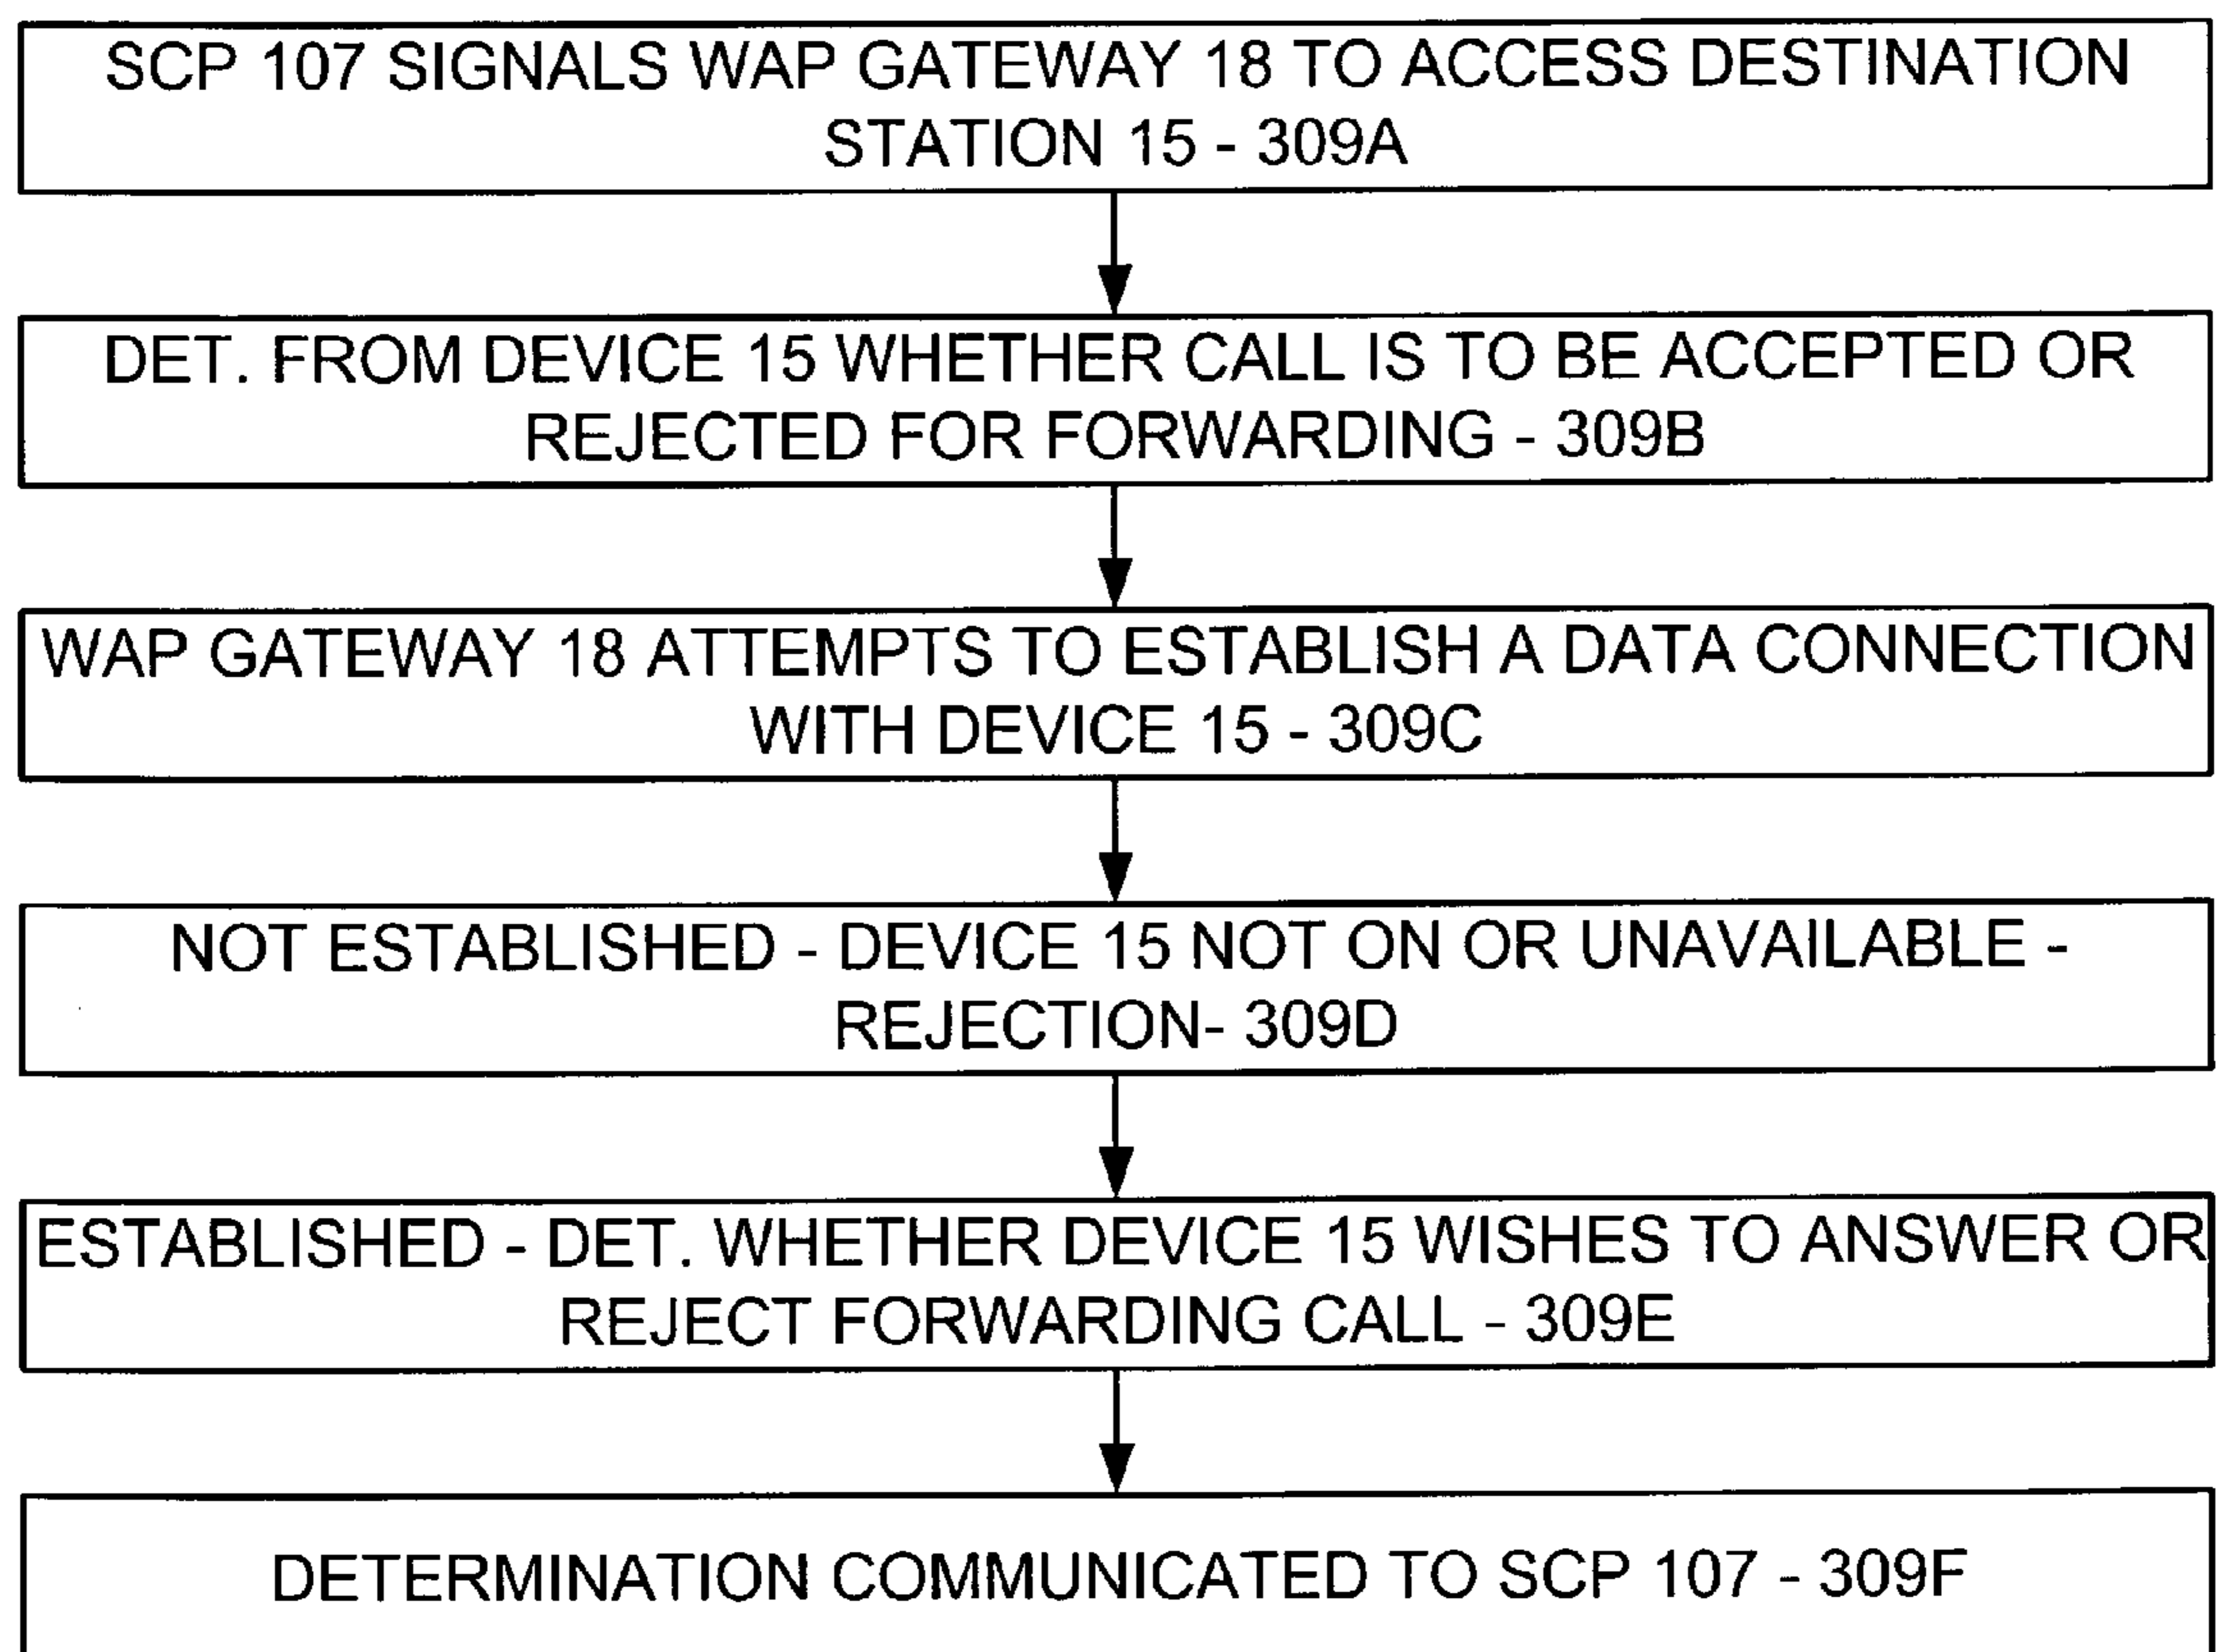 SCP 107 SIGNALS WAP GATEWAY 18 TO ACCESS DESTINATION
STATION 15 - 309A
DET. FROM DEVICE 15 WHETHER CALL IS TO BE ACCEPTED OR
REJECTED FOR FORWARDING - 309B
WAP GATEWAY 18 ATTEMPTS TO ESTABLISH A DATA CONNECTION
WITH DEVICE 15 - 309C
NOT ESTABLISHED - DEVICE 15 NOT ON OR UNAVAILABLE -
REJECTION- 309D
ESTABLISHED - DET. WHETHER DEVICE 15 WISHES TO ANSWER OR
REJECT FORWARDING CALL - 309E
DETERMINATION COMMUNICATED TO SCP 107 - 309F